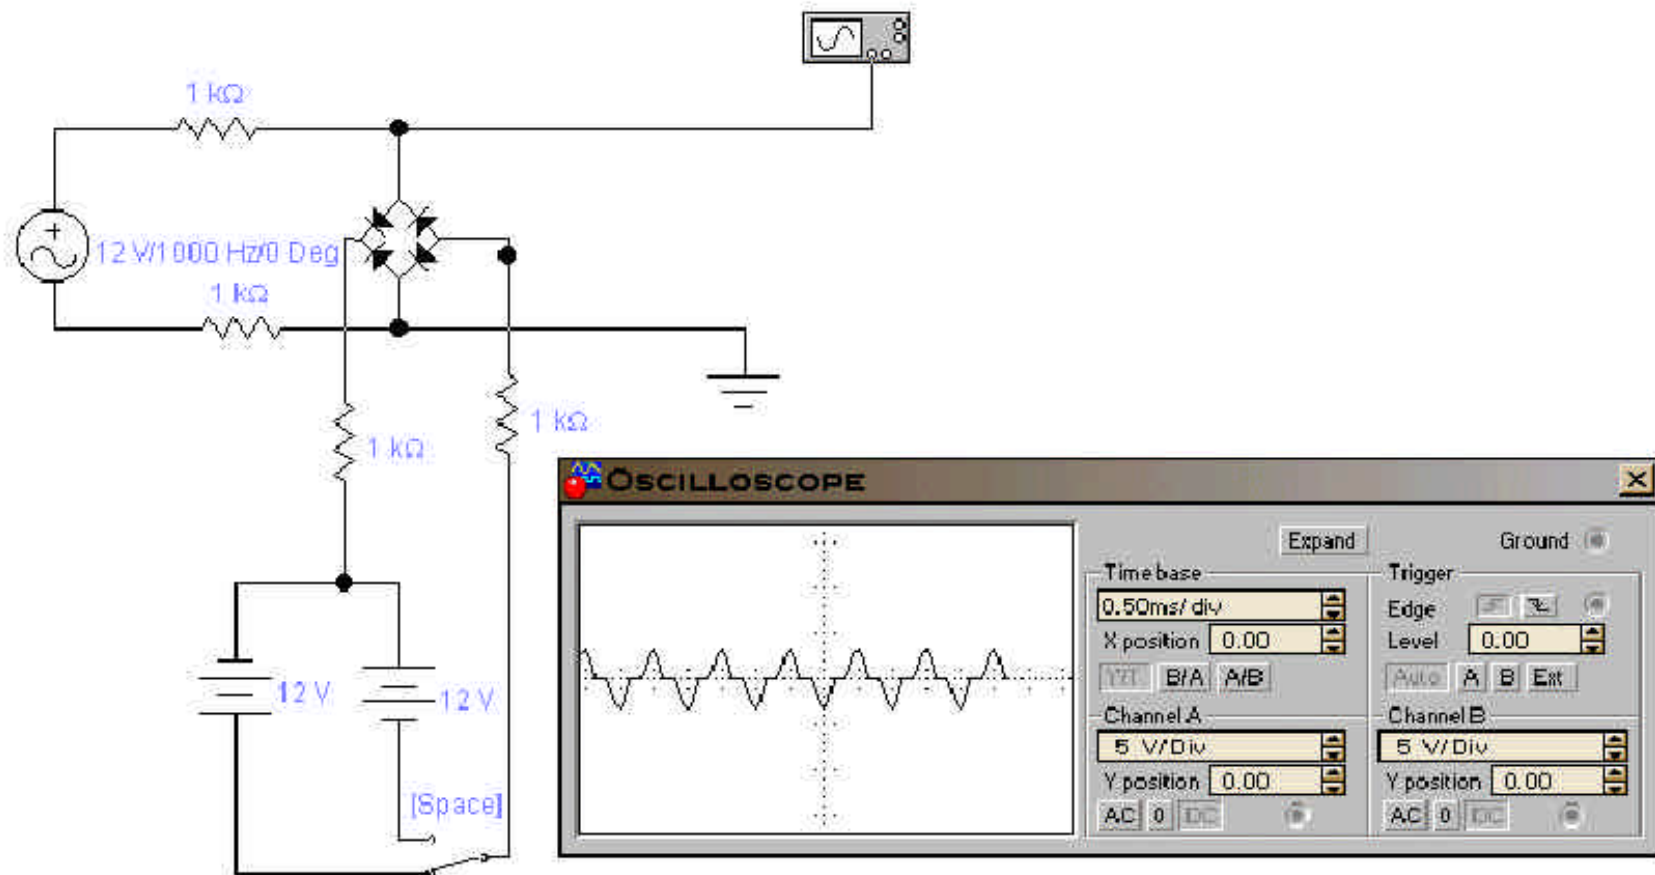 1 kΩ
12 V/1000 Hz/0 Deg
1 kΩ
1 kΩ
1 kΩ
12 V
12 V
[Space]
OSCILLOSCOPE
Expand
Ground
Time base
0.50ms/div
X position 0.00
Y/T B/A A/B
Trigger
Edge
Level 0.00
Auto A B Ext
Channel A
5 V/Div
Y position 0.00
AC 0 DC
Channel B
5 V/Div
Y position 0.00
AC 0 DC